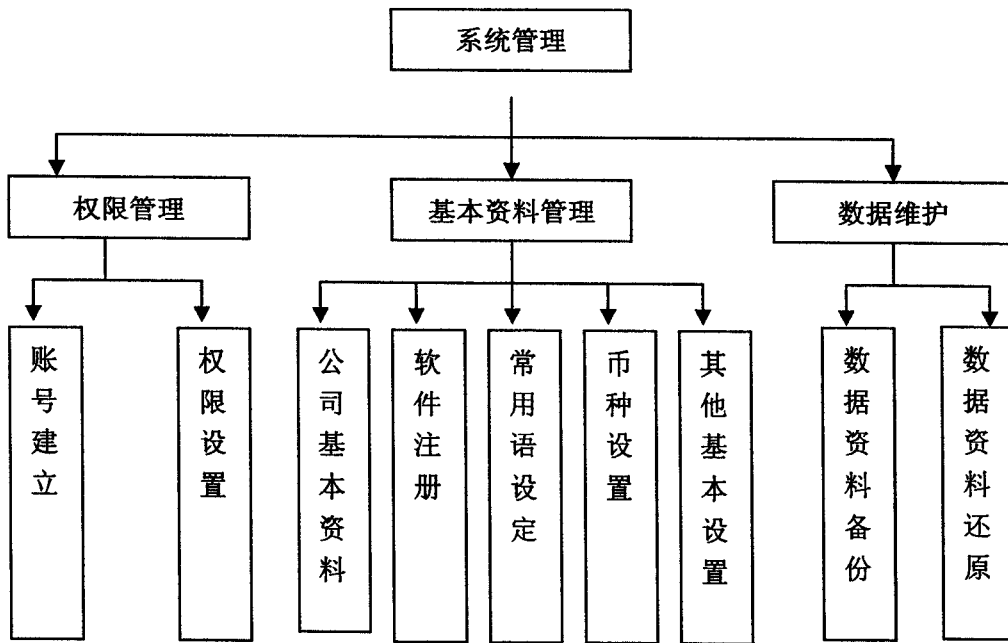 系统管理
权限管理
基本资料管理
数据维护
账号建立
权限设置
公司基本资料
软件注册
常用语设定
币种设置
其他基本设置
数据资料备份
数据资料还原